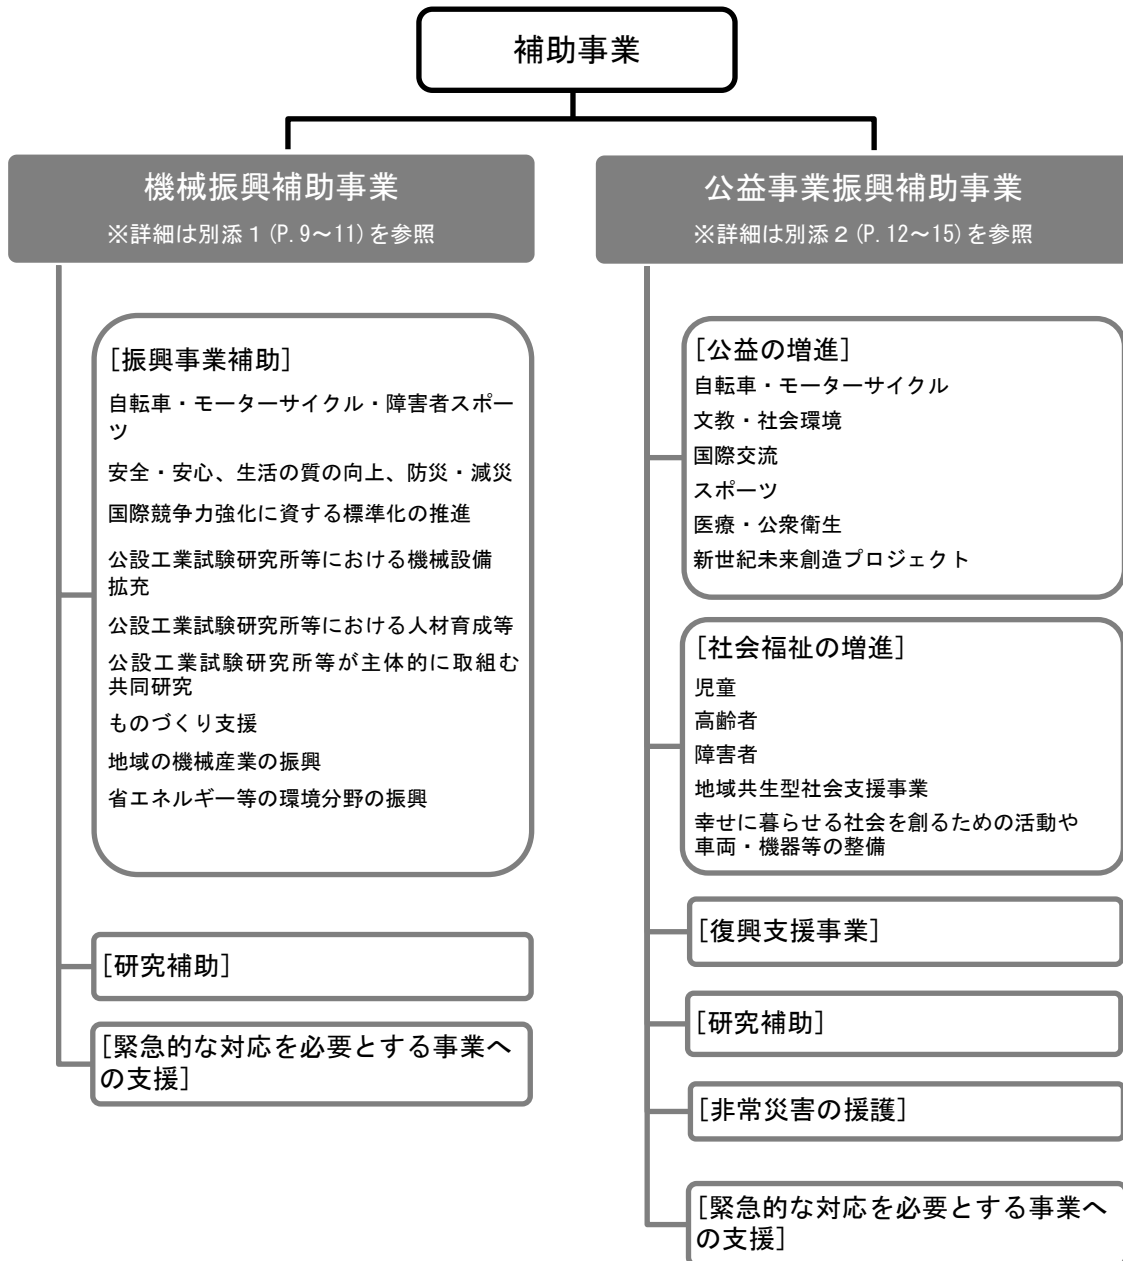 補助事業
機械振興補助事業
※詳細は別添1(P.9～11)を参照
[振興事業補助]
自転車・モーターサイクル・障害者スポー
ツ
安全・安心、生活の質の向上、防災・減災
国際競争力強化に資する標準化の推進
公設工業試験研究所等における機械設備
拡充
公設工業試験研究所等における人材育成等
公設工業試験研究所等が主体的に取組む
共同研究
ものづくり支援
地域の機械産業の振興
省エネルギー等の環境分野の振興
[研究補助]
[緊急的な対応を必要とする事業へ
の支援]
公益事業振興補助事業
※詳細は別添2(P.12～15)を参照
[公益の増進]
自転車・モーターサイクル
文教・社会環境
国際交流
スポーツ
医療・公衆衛生
新世紀未来創造プロジェクト
[社会福祉の増進]
児童
高齢者
障害者
地域共生型社会支援事業
幸せに暮らせる社会を創るための活動や
車両・機器等の整備
[復興支援事業]
[研究補助]
[非常災害の援護]
[緊急的な対応を必要とする事業へ
の支援]